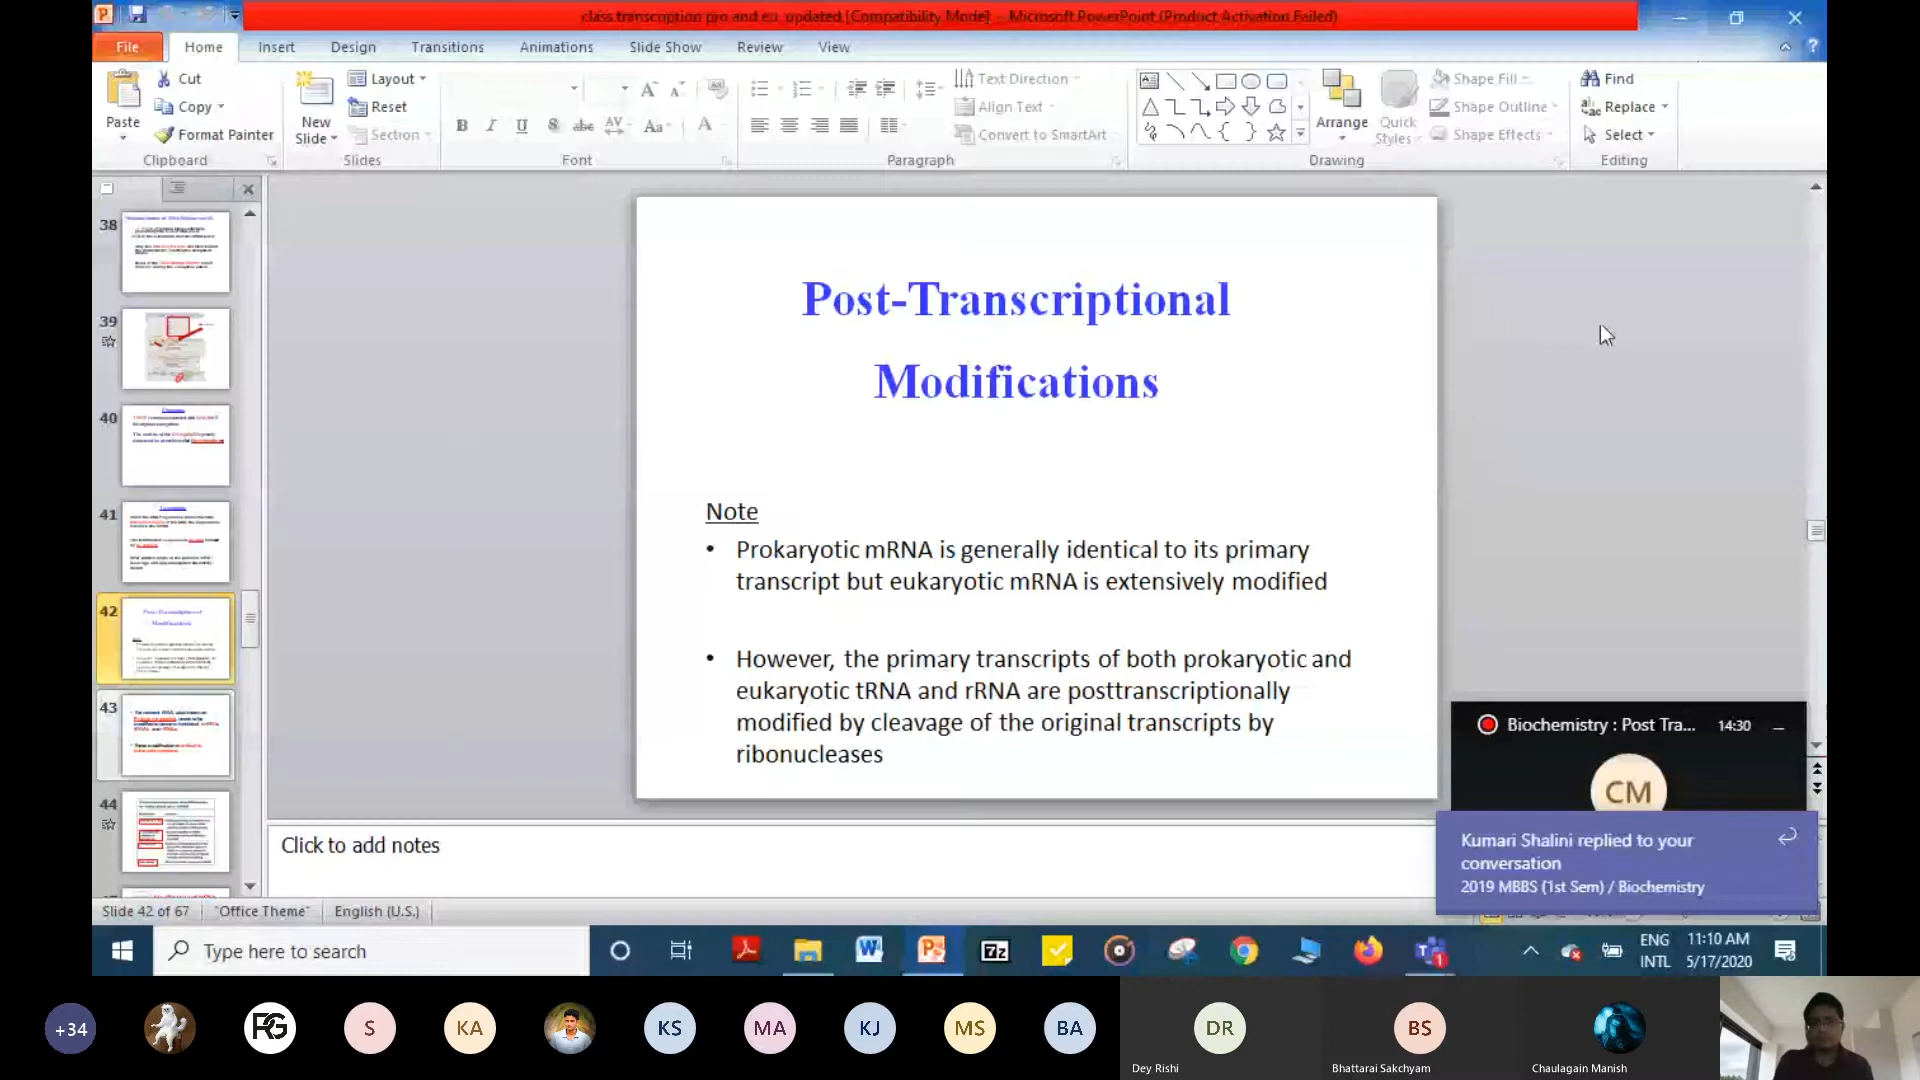 class transcription pro and eu updated [Compatibility Mode] - Microsoft PowerPoint (Product Activation Failed)
File Home Insert Design Transitions Animations Slide Show Review View
Paste
Cut
Copy
Format Painter
Clipboard
New Slide
Layout
Reset
Section
Slides
B I U S abc AV Aa A
Font
Text Direction
Align Text
Convert to SmartArt
Paragraph
Arrange
Quick Styles
Shape Fill
Shape Outline
Shape Effects
Drawing
Find
Replace
Select
Editing
38
39
40
41
42
43
44
Post-Transcriptional
Modifications
Note
• Prokaryotic mRNA is generally identical to its primary
transcript but eukaryotic mRNA is extensively modified
• However, the primary transcripts of both prokaryotic and
eukaryotic tRNA and rRNA are posttranscriptionally
modified by cleavage of the original transcripts by
ribonucleases
Biochemistry : Post Tra... 14:30
CM
Kumari Shalini replied to your
conversation
2019 MBBS (1st Sem) / Biochemistry
Click to add notes
Slide 42 of 67 "Office Theme" English (U.S.)
Type here to search
ENG 11:10 AM
INTL 5/17/2020
+34 S KA KS MA KJ MS BA DR BS
Dey Rishi Bhattarai Sakchyam Chaulagain Manish